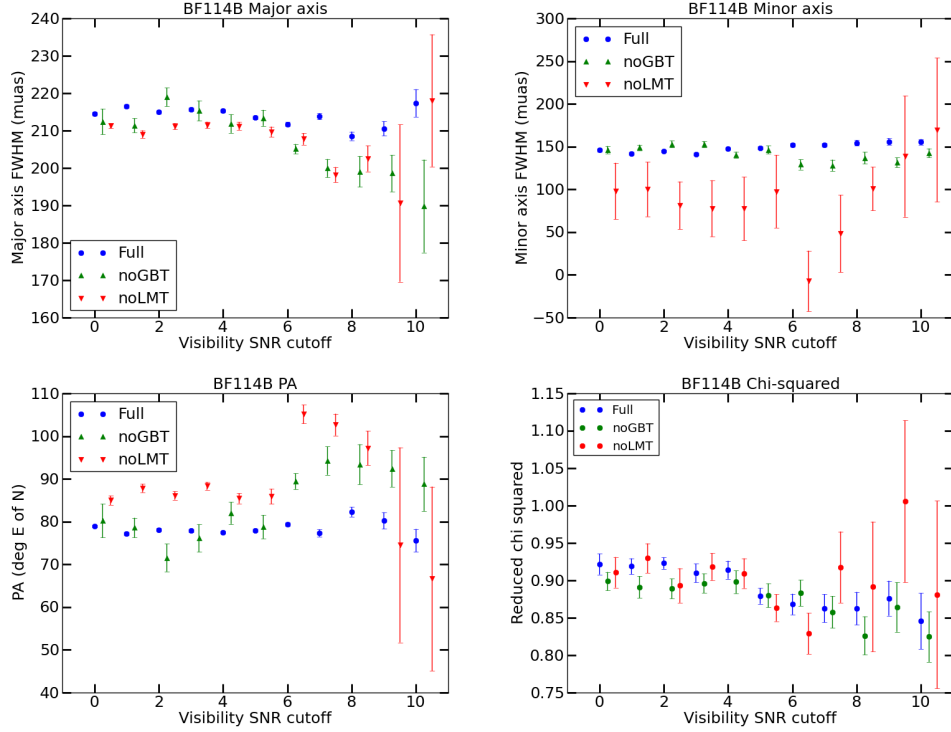 BF114B Major axis
240
230
220
210
200
190
180
170
160
Major axis FWHM (muas)
Full
noGBT
noLMT
0 2 4 6 8 10
Visibility SNR cutoff
BF114B Minor axis
300
250
200
150
100
50
0
−50
Minor axis FWHM (muas)
Full
noGBT
noLMT
0 2 4 6 8 10
Visibility SNR cutoff
BF114B PA
110
100
90
80
70
60
50
40
PA (deg E of N)
Full
noGBT
noLMT
0 2 4 6 8 10
Visibility SNR cutoff
BF114B Chi-squared
1.15
1.10
1.05
1.00
0.95
0.90
0.85
0.80
0.75
Reduced chi squared
Full
noGBT
noLMT
0 2 4 6 8 10
Visibility SNR cutoff